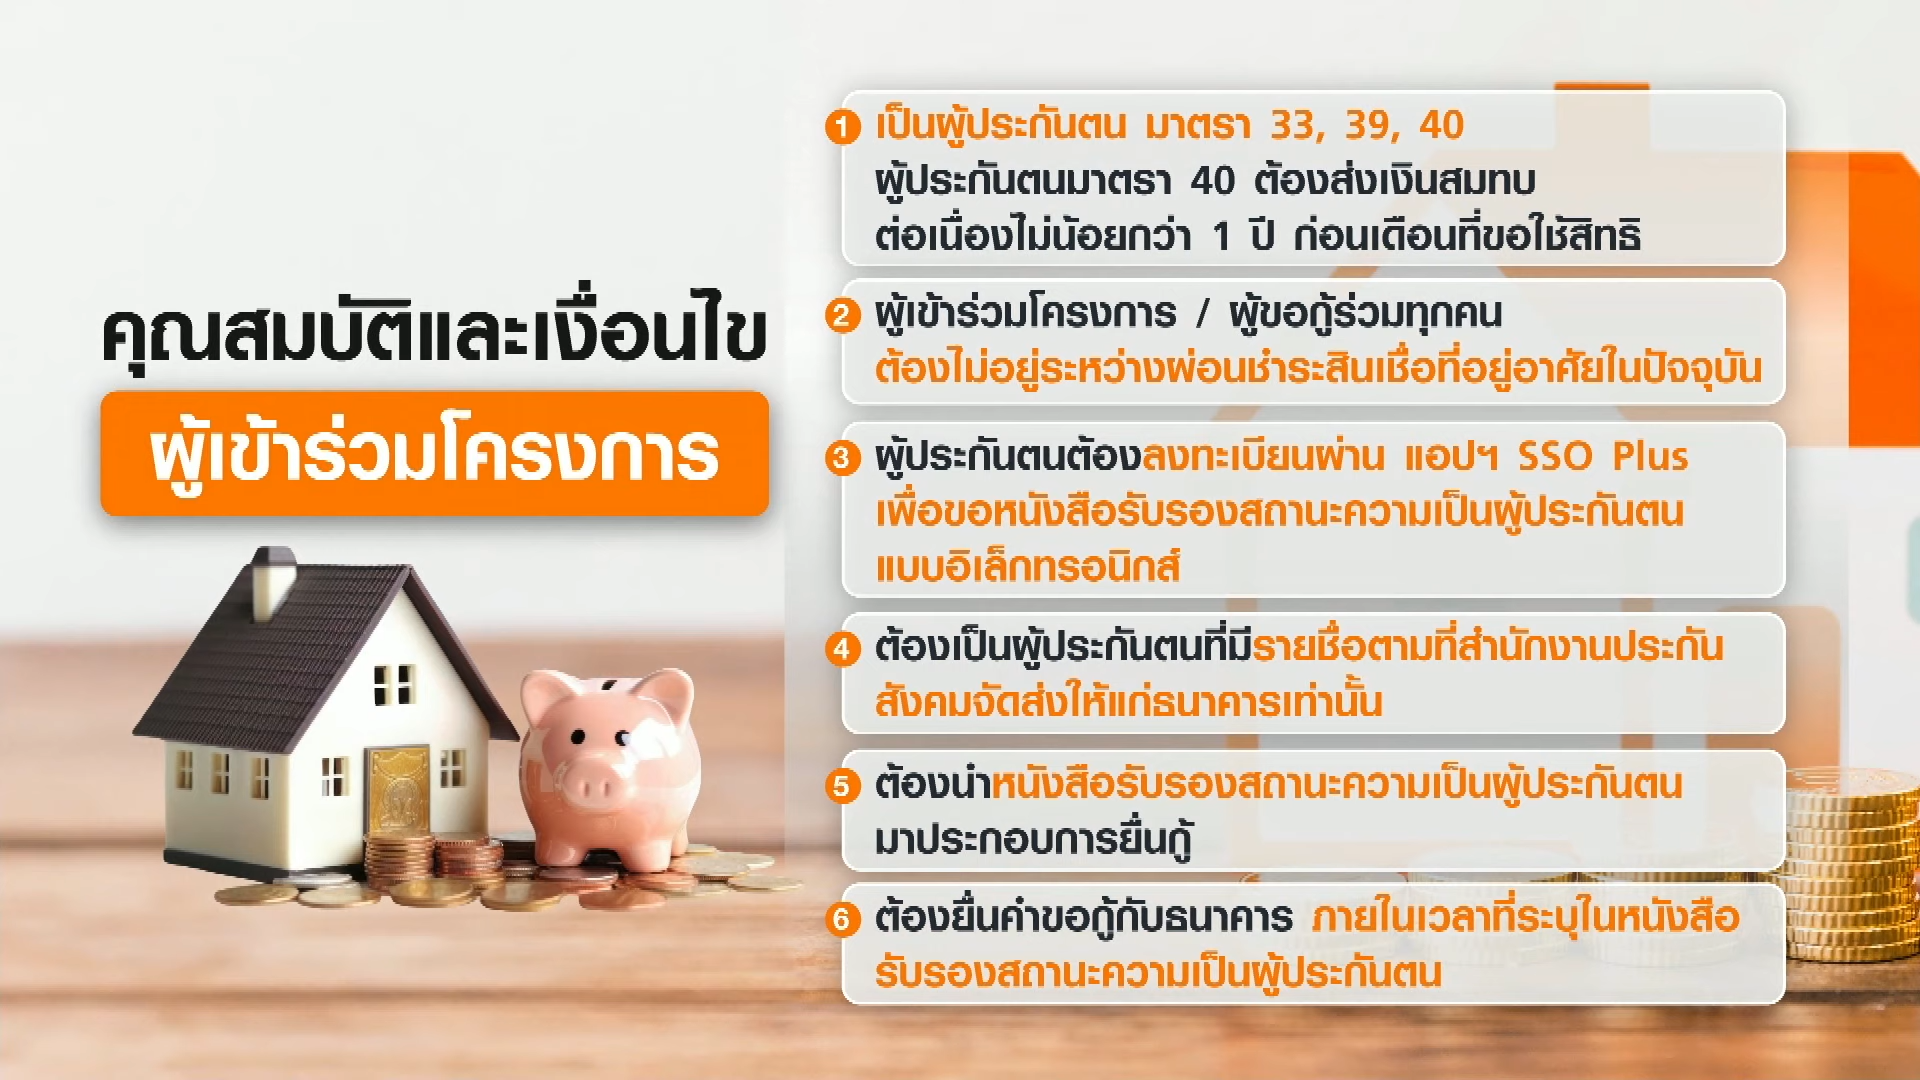 คุณสมบัติและเงื่อนไข
ผู้เข้าร่วมโครงการ
1 เป็นผู้ประกันตน มาตรา 33, 39, 40
ผู้ประกันตนมาตรา 40 ต้องส่งเงินสมทบ
ต่อเนื่องไม่น้อยกว่า 1 ปี ก่อนเดือนที่ขอใช้สิทธิ
2 ผู้เข้าร่วมโครงการ / ผู้ขอกู้ร่วมทุกคน
ต้องไม่อยู่ระหว่างผ่อนชำระสินเชื่อที่อยู่อาศัยในปัจจุบัน
3 ผู้ประกันตนต้องลงทะเบียนผ่าน แอปฯ SSO Plus
เพื่อขอหนังสือรับรองสถานะความเป็นผู้ประกันตน
แบบอิเล็กทรอนิกส์
4 ต้องเป็นผู้ประกันตนที่มีรายชื่อตามที่สำนักงานประกัน
สังคมจัดส่งให้แก่ธนาคารเท่านั้น
5 ต้องนำหนังสือรับรองสถานะความเป็นผู้ประกันตน
มาประกอบการยื่นกู้
6 ต้องยื่นคำขอกู้กับธนาคาร ภายในเวลาที่ระบุในหนังสือ
รับรองสถานะความเป็นผู้ประกันตน